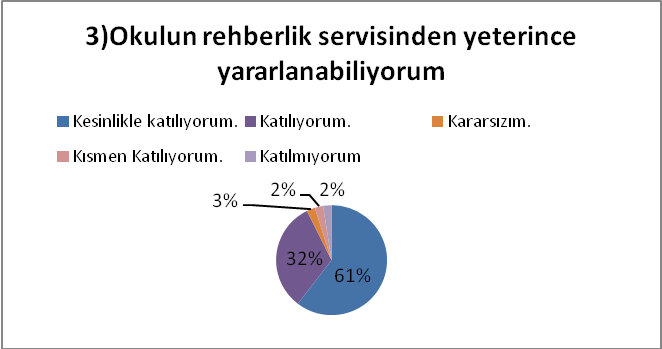 3)Okulun rehberlik servisinden yeterince
yararlanabiliyorum
Kesinlikle katılıyorum. Katılıyorum. Kararsızım.
Kısmen Katılıyorum. Katılmıyorum
2% 2%
3%
32%
61%